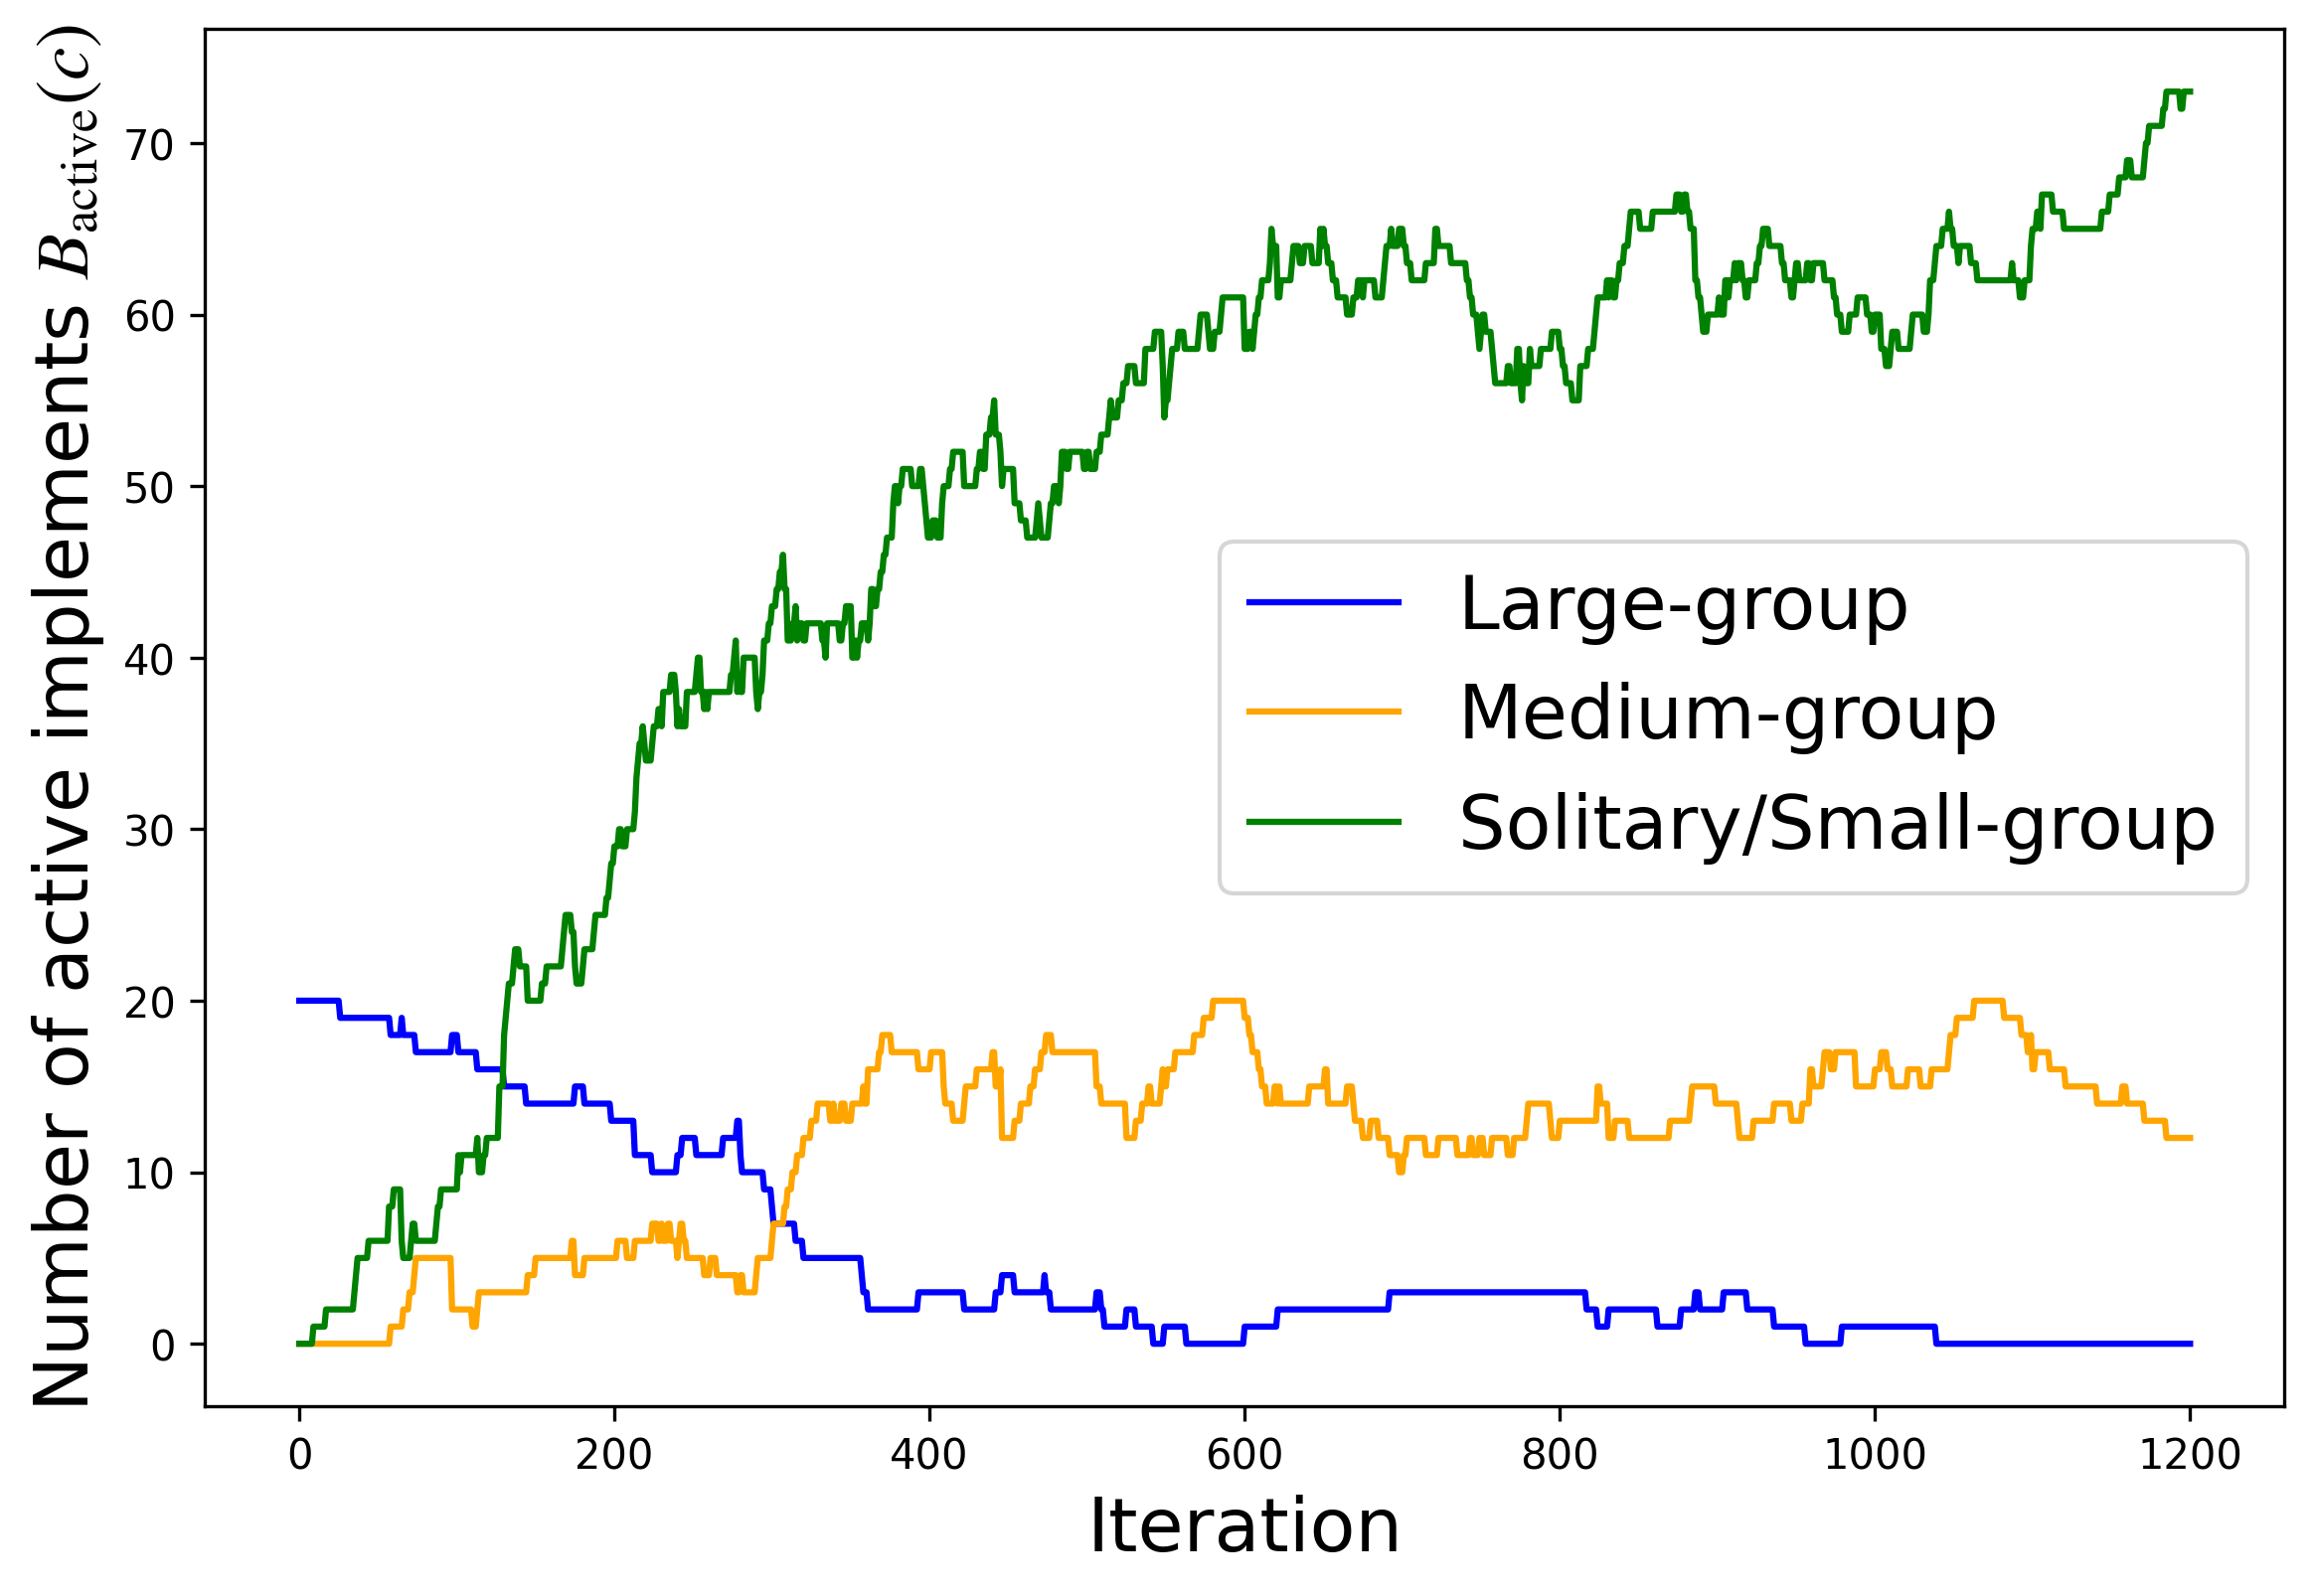 Number of active implements B_active(c)
70
60
50
40
30
20
10
0
Large-group
Medium-group
Solitary/Small-group
0 200 400 600 800 1000 1200
Iteration